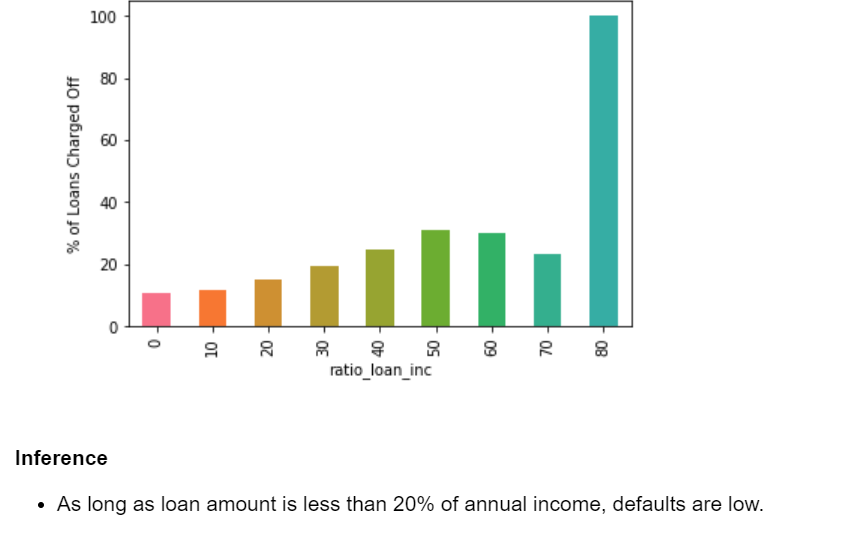 100
80
60
40
20
0
% of Loans Charged Off
0 10 20 30 40 50 60 70 80
ratio_loan_inc
Inference
• As long as loan amount is less than 20% of annual income, defaults are low.